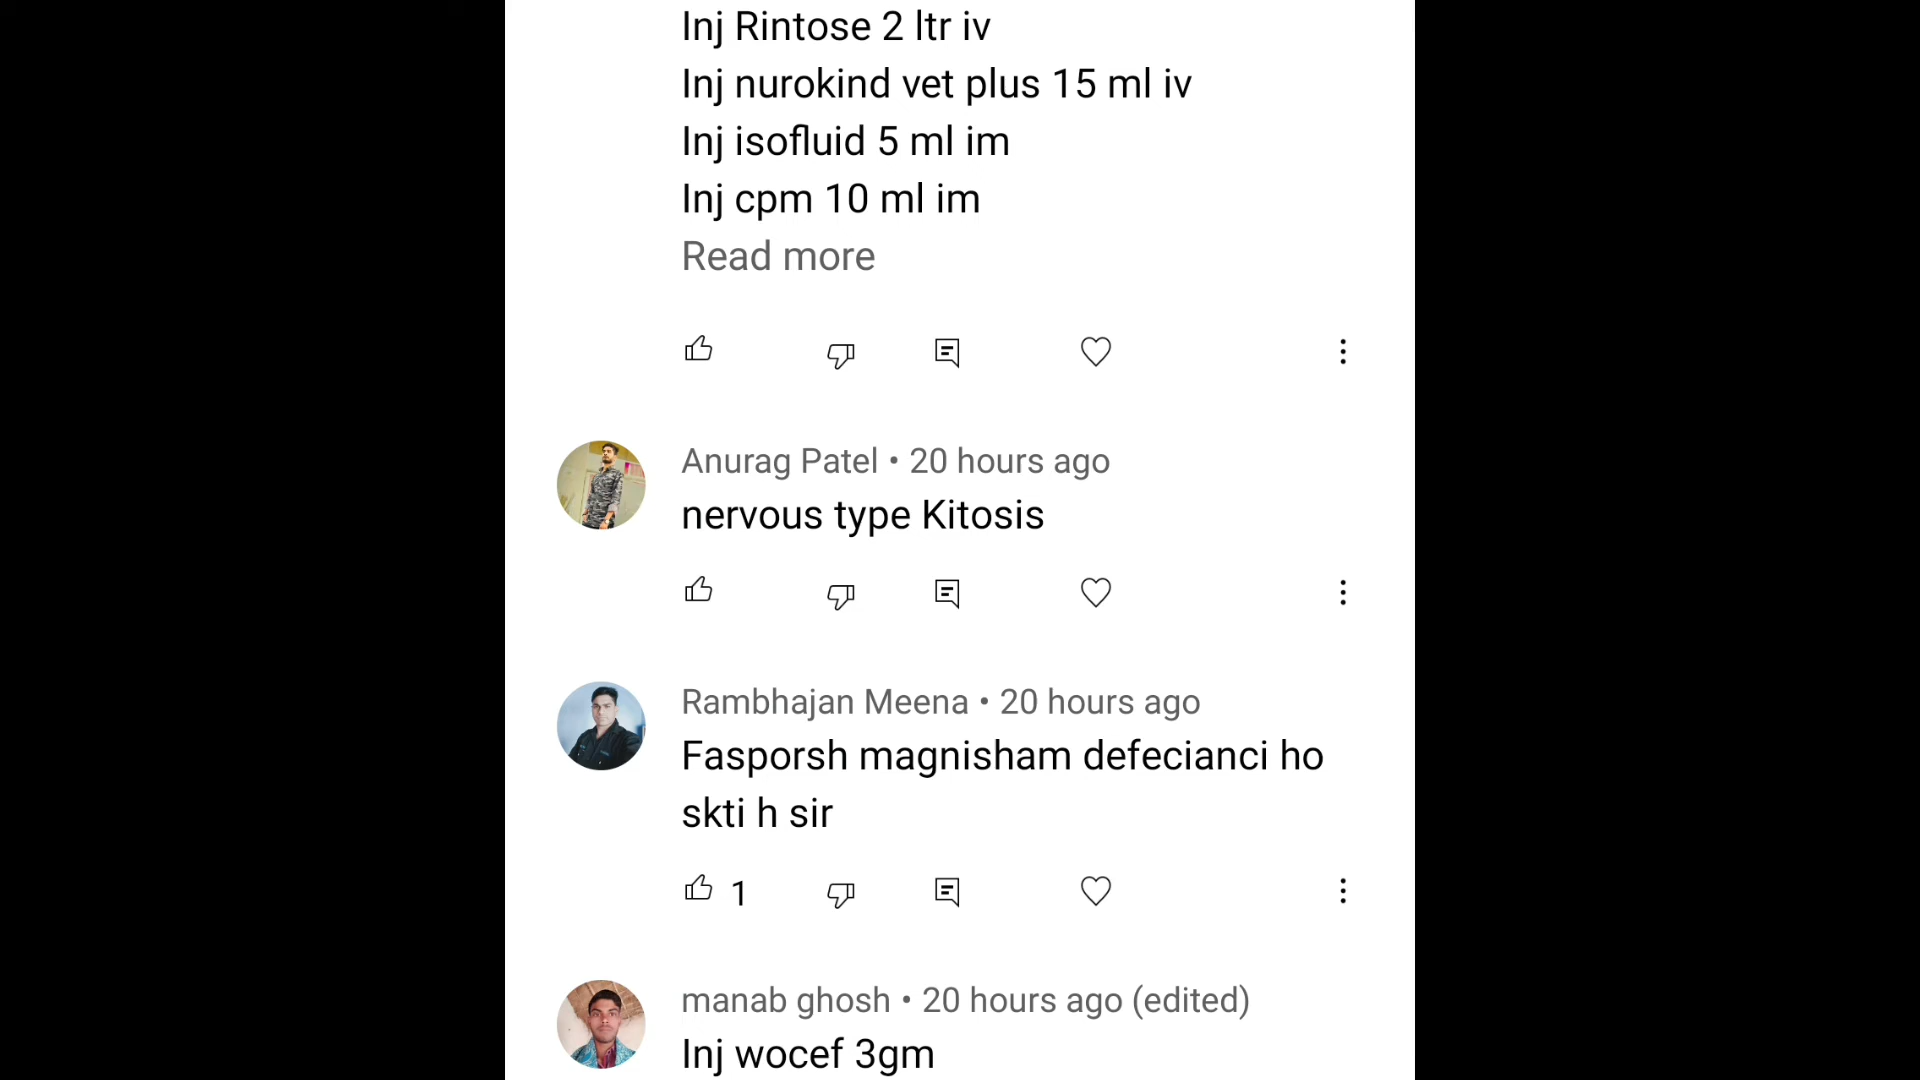 Inj Rintose 2 ltr iv
Inj nurokind vet plus 15 ml iv
Inj isofluid 5 ml im
Inj cpm 10 ml im
Read more
Anurag Patel • 20 hours ago
nervous type Kitosis
Rambhajan Meena • 20 hours ago
Fasporsh magnisham defecianci ho
skti h sir
1
manab ghosh • 20 hours ago (edited)
Inj wocef 3gm